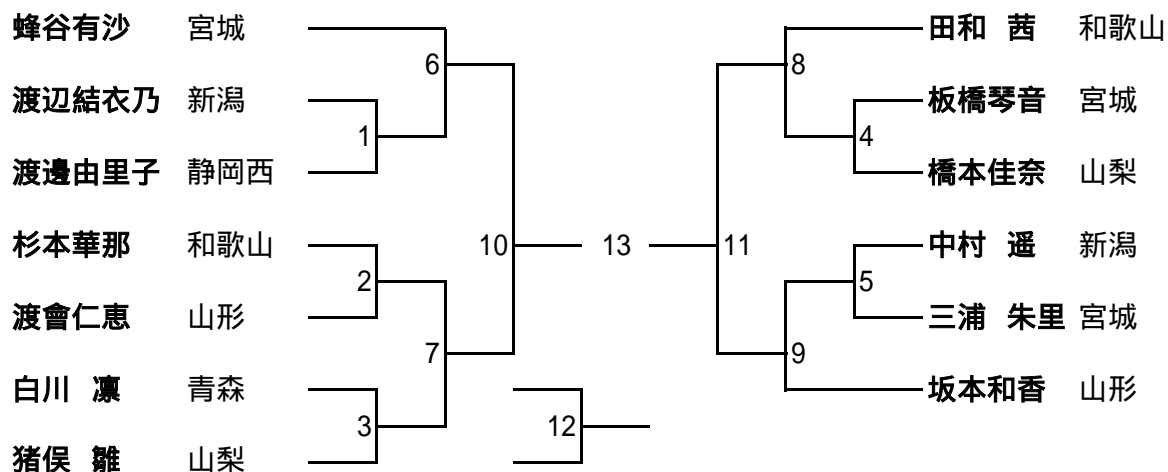 蜂谷有沙 宮城
渡辺結衣乃 新潟
渡邊由里子 静岡西
杉本華那 和歌山
渡會仁恵 山形
白川 凛 青森
猪俣 雛 山梨
6
1
10
2
7
3
13
12
8
4
11
5
9
田和 茜 和歌山
板橋琴音 宮城
橋本佳奈 山梨
中村 遥 新潟
三浦 朱里 宮城
坂本和香 山形